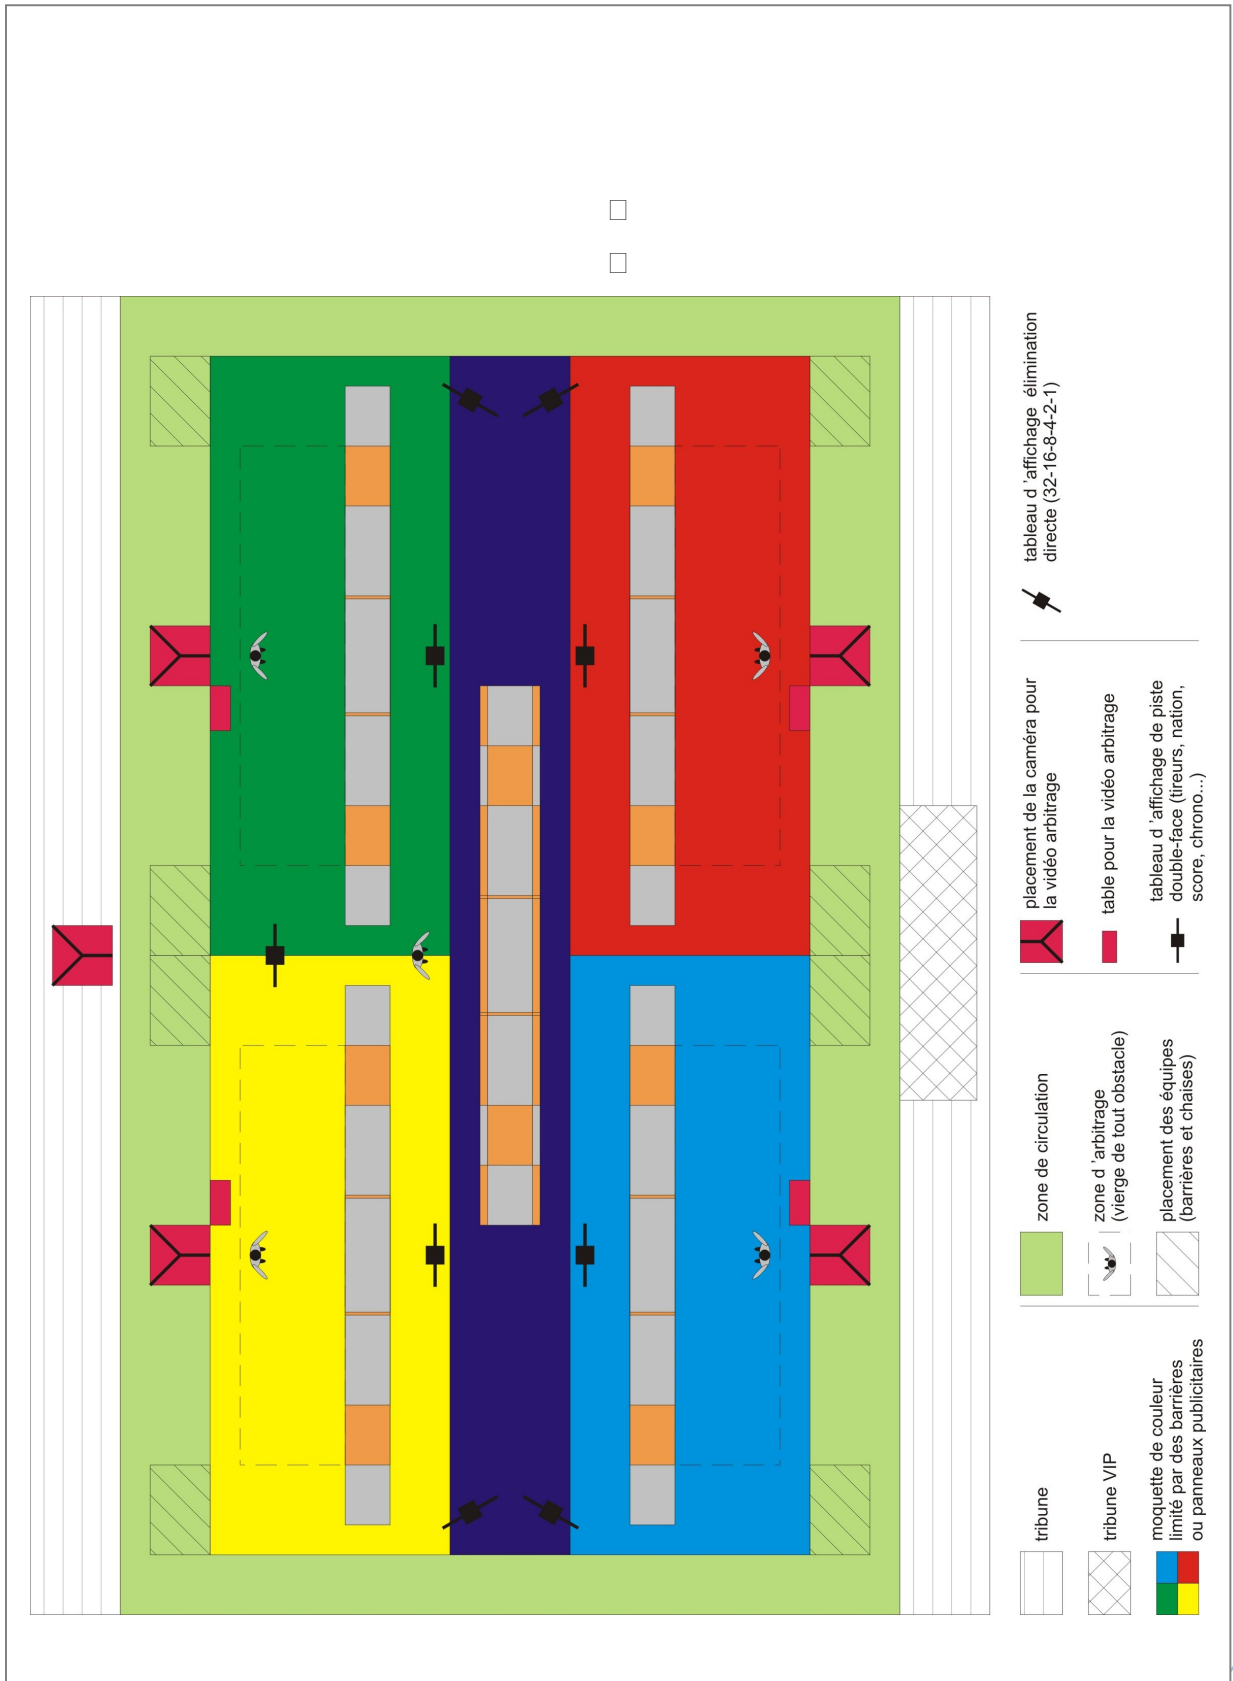 tribune
tribune VIP
moquette de couleur
limité par des barrières
ou panneaux publicitaires
zone de circulation
zone d 'arbitrage
(vierge de tout obstacle)
placement des équipes
(barrières et chaises)
placement de la caméra pour
la vidéo arbitrage
table pour la vidéo arbitrage
tableau d 'affichage de piste
double-face (tireurs, nation,
score, chrono...)
tableau d 'affichage élimination
directe (32-16-8-4-2-1)